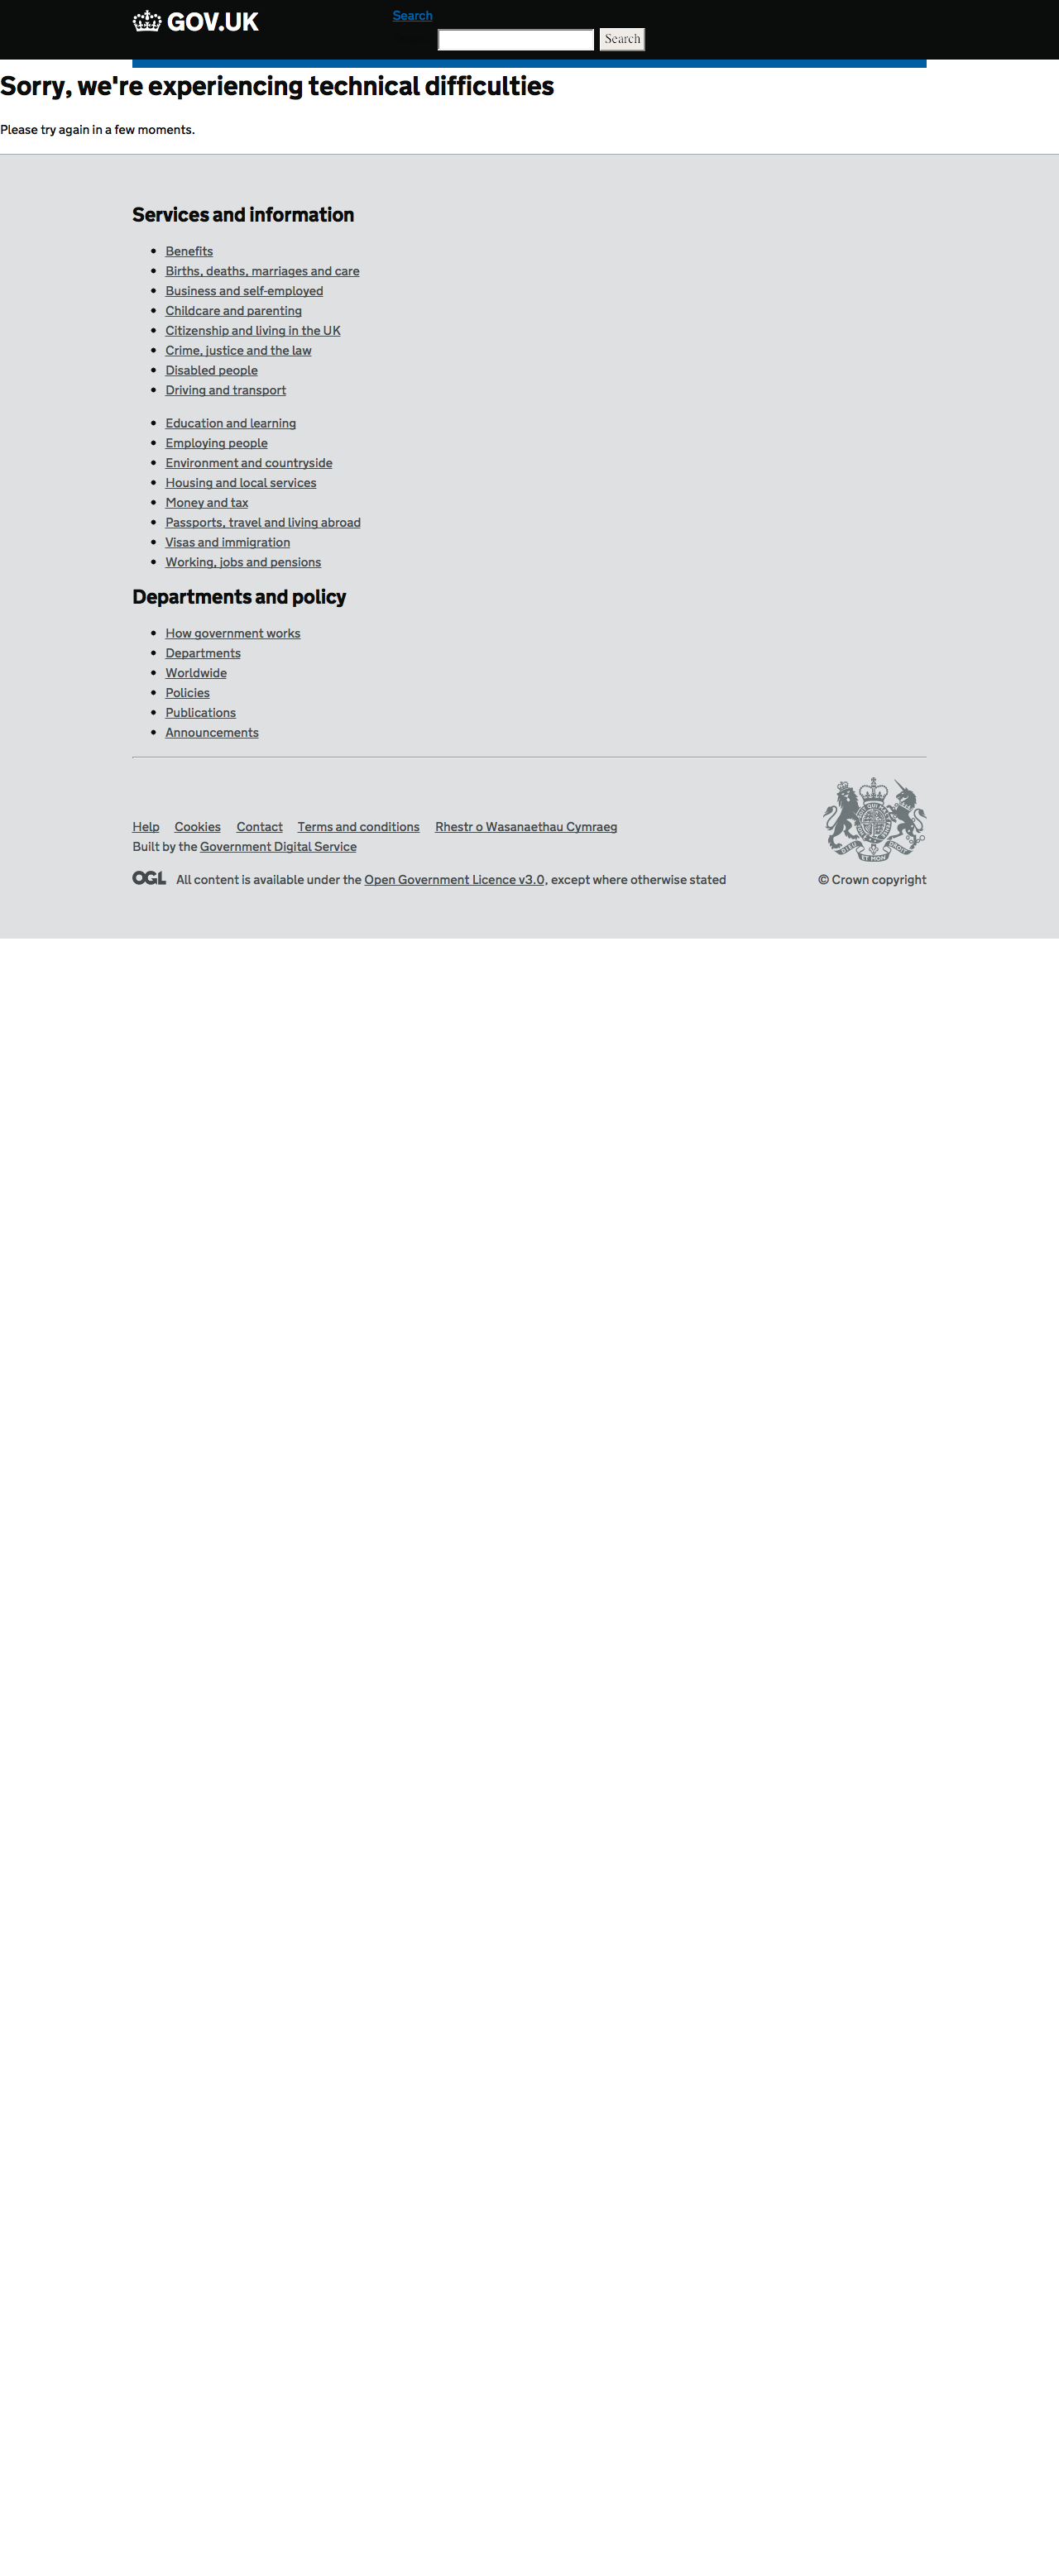 GOV.UK
Search
Search
Sorry, we're experiencing technical difficulties
Please try again in a few moments.
Services and information
Benefits
Births, deaths, marriages and care
Business and self-employed
Childcare and parenting
Citizenship and living in the UK
Crime, justice and the law
Disabled people
Driving and transport
Education and learning
Employing people
Environment and countryside
Housing and local services
Money and tax
Passports, travel and living abroad
Visas and immigration
Working, jobs and pensions
Departments and policy
How government works
Departments
Worldwide
Policies
Publications
Announcements
Help Cookies Contact Terms and conditions Rhestr o Wasanaethau Cymraeg
Built by the Government Digital Service
DIEU ET MON DROIT
OGL All content is available under the Open Government Licence v3.0, except where otherwise stated
© Crown copyright